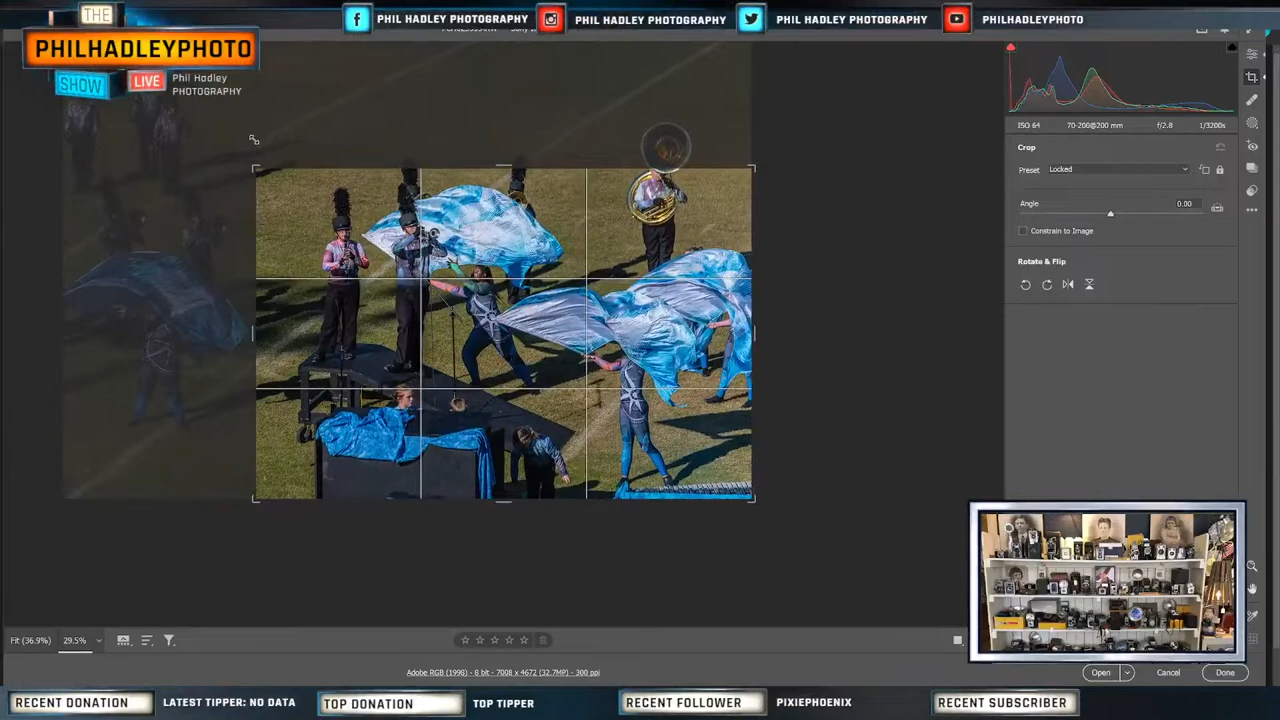 THE
PHILHADLEYPHOTO
SHOW
LIVE
Phil Hadley
PHOTOGRAPHY
PHIL HADLEY PHOTOGRAPHY
PHIL HADLEY PHOTOGRAPHY
PHIL HADLEY PHOTOGRAPHY
PHILHADLEYPHOTO
ISO 64 70-200@200 mm f/2.8 1/3200s
Crop
Preset Locked
Angle 0.00
Constrain to Image
Rotate & Flip
Fit (36.9%) 29.5%
Adobe RGB (1998) - 8 bit - 7008 x 4672 (32.7MP) - 300 ppi
Open Cancel Done
RECENT DONATION
LATEST TIPPER: NO DATA
TOP DONATION
TOP TIPPER
RECENT FOLLOWER
PIXIEPHOENIX
RECENT SUBSCRIBER